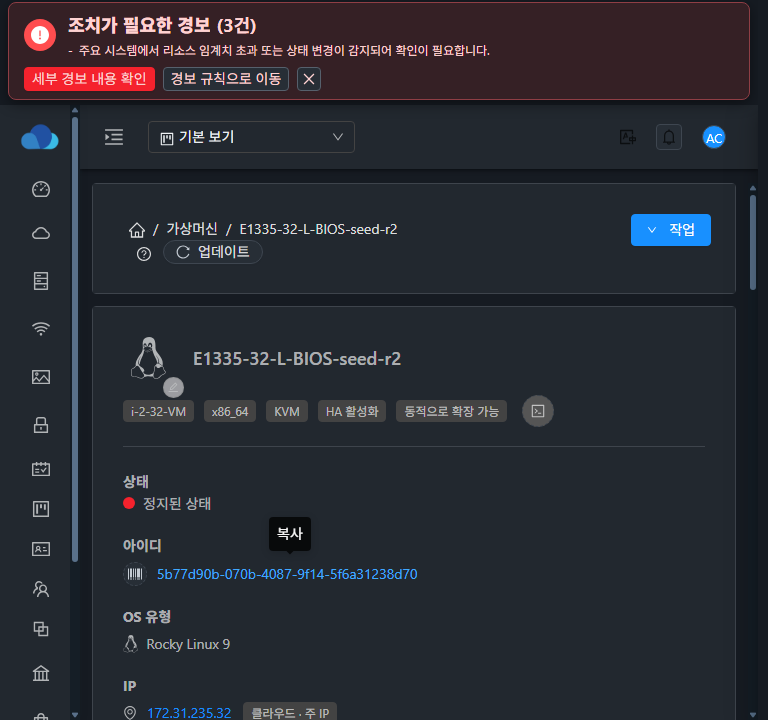 조치가 필요한 경보 (3건)
- 주요 시스템에서 리소스 임계치 초과 또는 상태 변경이 감지되어 확인이 필요합니다.
세부 경보 내용 확인 경보 규칙으로 이동
기본 보기
AC
/ 가상머신 / E1335-32-L-BIOS-seed-r2
업데이트
작업
E1335-32-L-BIOS-seed-r2
i-2-32-VM x86_64 KVM HA 활성화 동적으로 확장 가능
상태
정지된 상태
복사
아이디
5b77d90b-070b-4087-9f14-5f6a31238d70
OS 유형
Rocky Linux 9
IP
172.31.235.32 클라우드 · 주 IP